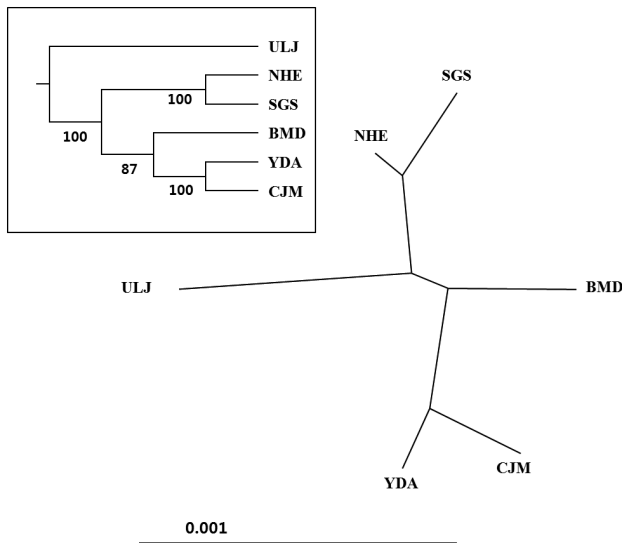 ULJ
NHE
100
SGS
100
BMD
87
YDA
100
CJM
SGS
NHE
ULJ
BMD
CJM
YDA
0.001